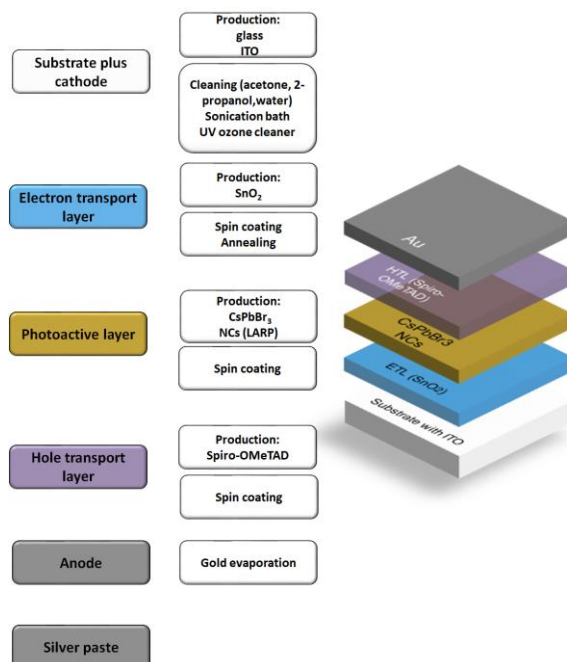 Production:
glass
ITO
Substrate plus
cathode
Cleaning (acetone, 2-
propanol,water)
Sonication bath
UV ozone cleaner
Electron transport
layer
Production:
SnO₂
Spin coating
Annealing
Photoactive layer
Production:
CsPbBr₃
NCs (LARP)
Spin coating
Hole transport
layer
Production:
Spiro-OMeTAD
Spin coating
Anode
Gold evaporation
Silver paste
Au
HTL (Spiro-
OMeTAD)
CsPbBr3
NCs
ETL (SnO2)
Substrate with ITO